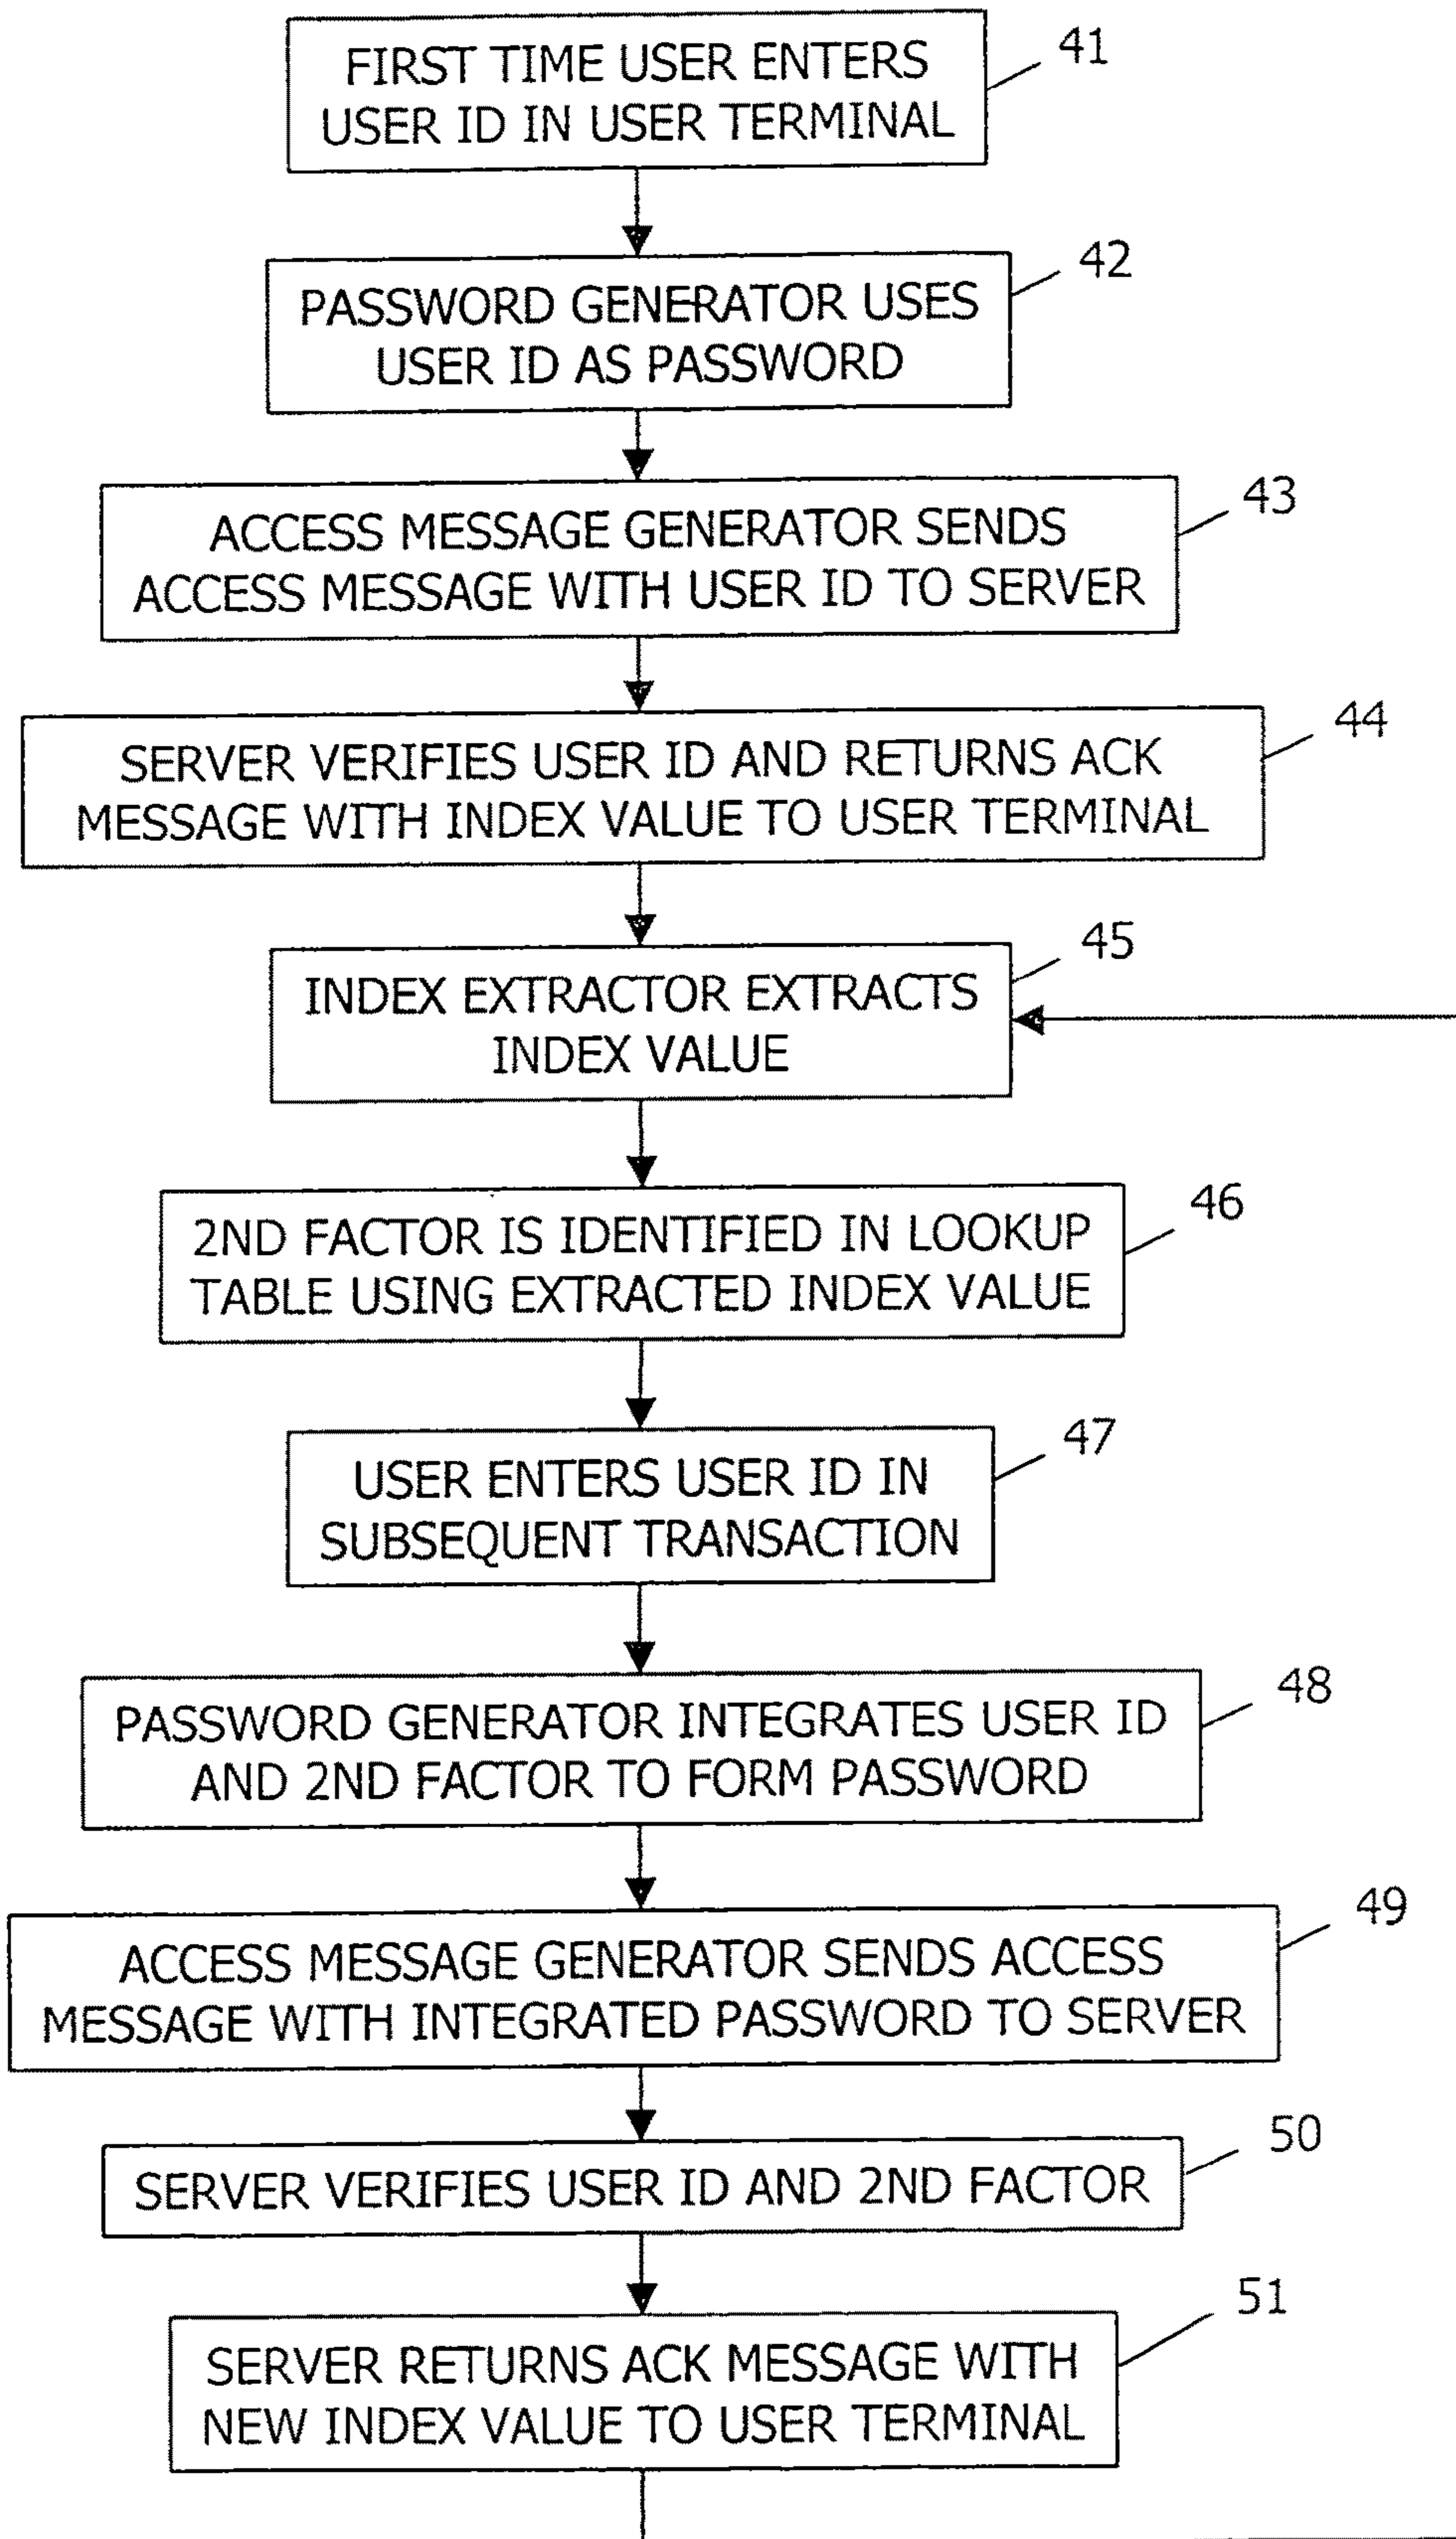 FIRST TIME USER ENTERS
USER ID IN USER TERMINAL
41
PASSWORD GENERATOR USES
USER ID AS PASSWORD
42
ACCESS MESSAGE GENERATOR SENDS
ACCESS MESSAGE WITH USER ID TO SERVER
43
SERVER VERIFIES USER ID AND RETURNS ACK
MESSAGE WITH INDEX VALUE TO USER TERMINAL
44
INDEX EXTRACTOR EXTRACTS
INDEX VALUE
45
2ND FACTOR IS IDENTIFIED IN LOOKUP
TABLE USING EXTRACTED INDEX VALUE
46
USER ENTERS USER ID IN
SUBSEQUENT TRANSACTION
47
PASSWORD GENERATOR INTEGRATES USER ID
AND 2ND FACTOR TO FORM PASSWORD
48
ACCESS MESSAGE GENERATOR SENDS ACCESS
MESSAGE WITH INTEGRATED PASSWORD TO SERVER
49
SERVER VERIFIES USER ID AND 2ND FACTOR
50
SERVER RETURNS ACK MESSAGE WITH
NEW INDEX VALUE TO USER TERMINAL
51